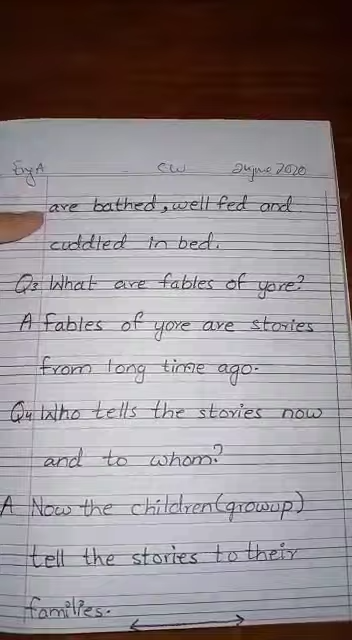 Eng A CW 2 June 2020
are bathed, well fed and
cuddled in bed.
Q3 What are fables of yore?
A fables of yore are stories
from long time ago.
Q4 Who tells the stories now
and to whom?
A Now the children(growup)
tell the stories to their
families.